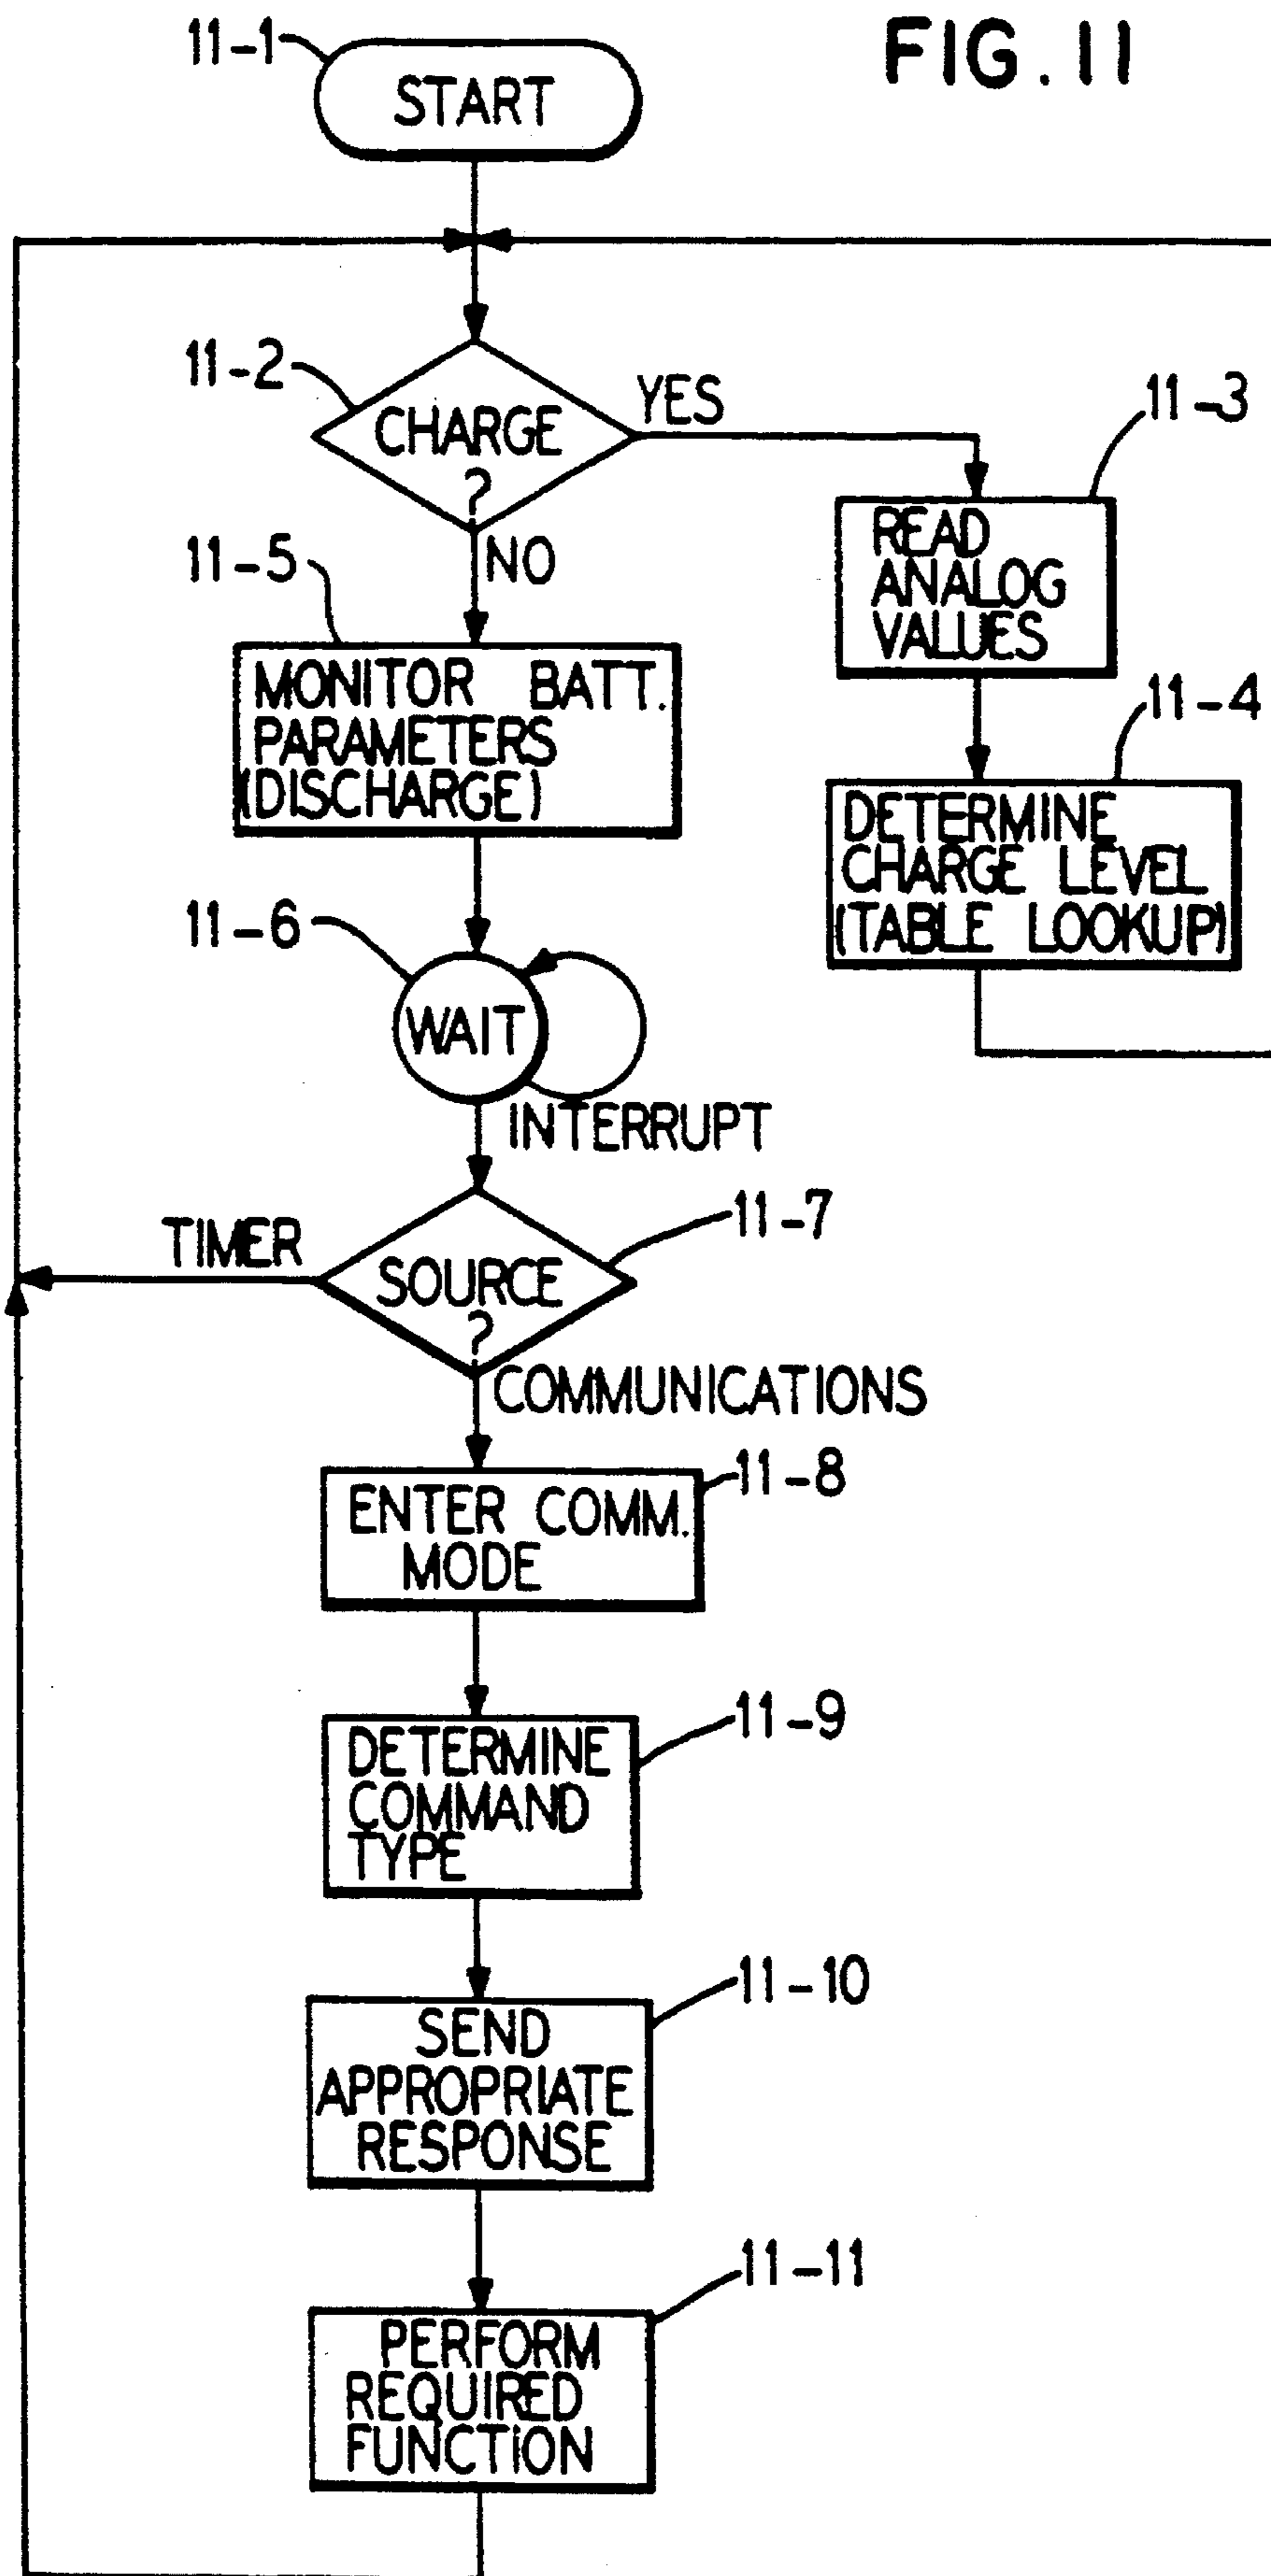 FIG. 11
11-1
START
11-2
CHARGE
?
YES
NO
11-3
READ
ANALOG
VALUES
11-4
DETERMINE
CHARGE LEVEL
(TABLE LOOKUP)
11-5
MONITOR BATT.
PARAMETERS
(DISCHARGE)
11-6
WAIT
INTERRUPT
11-7
SOURCE
?
TIMER
COMMUNICATIONS
11-8
ENTER COMM.
MODE
11-9
DETERMINE
COMMAND
TYPE
11-10
SEND
APPROPRIATE
RESPONSE
11-11
PERFORM
REQUIRED
FUNCTION